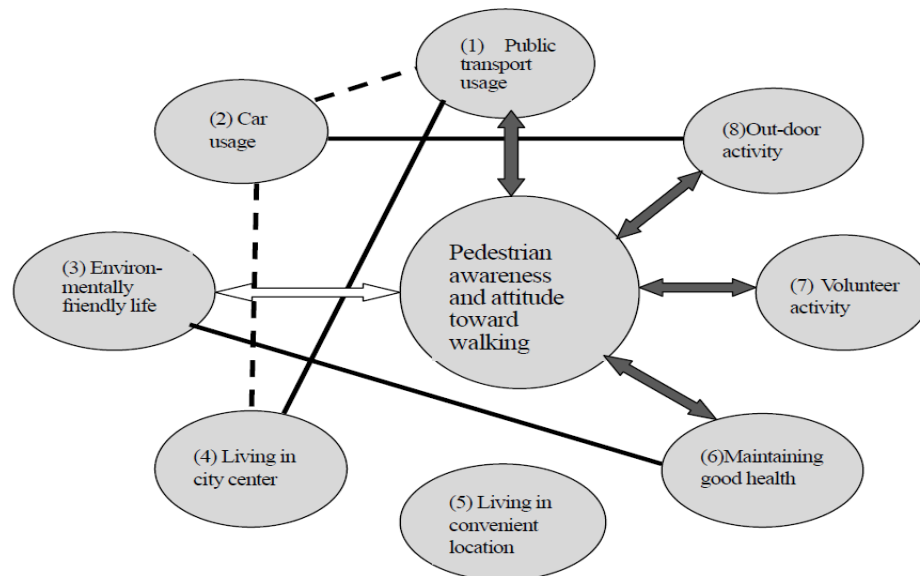 (1) Public
transport
usage
(2) Car
usage
(8)Out-door
activity
(3) Environ-
mentally
friendly life
Pedestrian
awareness
and attitude
toward
walking
(7) Volunteer
activity
(4) Living in
city center
(6)Maintaining
good health
(5) Living in
convenient
location